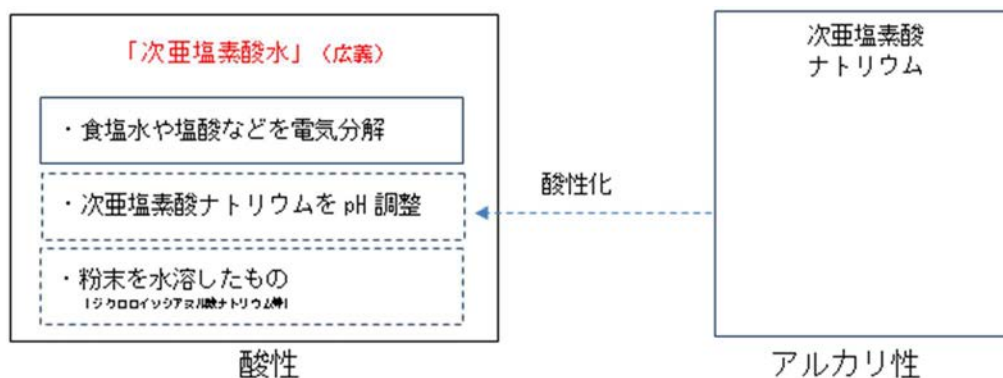 「次亜塩素酸水」（広義）
・食塩水や塩酸などを電気分解
・次亜塩素酸ナトリウムを pH 調整
・粉末を水溶したもの
（ジクロロイソシアヌル酸ナトリウム等）
酸性
酸性化
次亜塩素酸
ナトリウム
アルカリ性